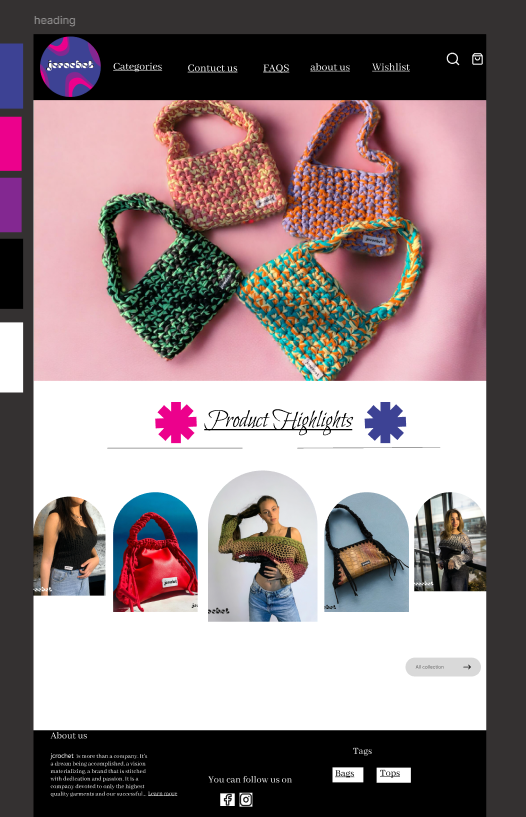 heading
jcrochet
Categories
Contuct us
FAQS
about us
Wishlist
jcrochet
Product Highlights
All collection
About us
jcrochet is more than a company. It's
a dream being accomplished; a vision
materializing, a brand that is stitched
with dedication and passion. It is a
company devoted to only the highest
quality garments and our successful.. Learn more
You can follow us on
Tags
Bags
Tops